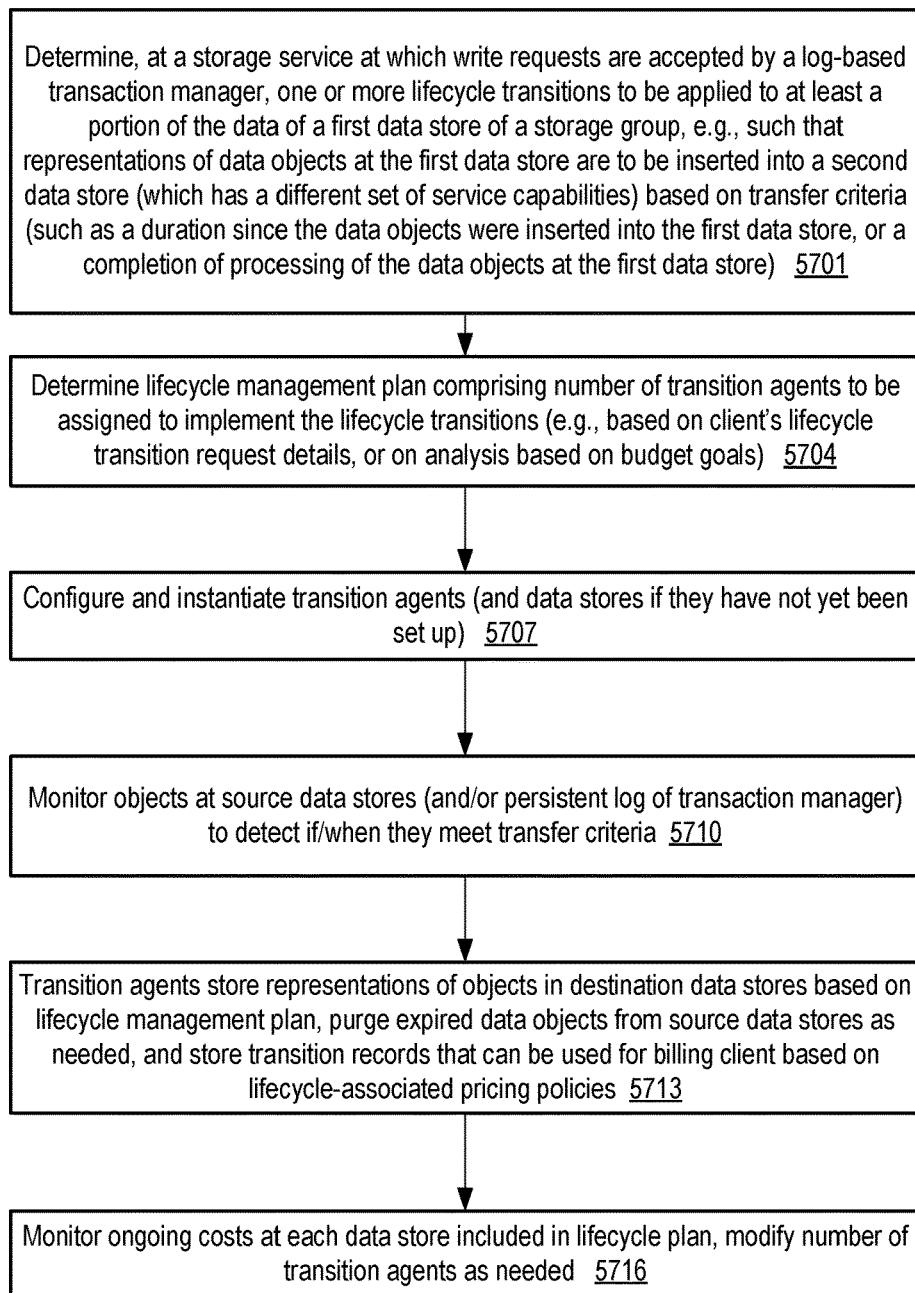 Determine, at a storage service at which write requests are accepted by a log-based
transaction manager, one or more lifecycle transitions to be applied to at least a
portion of the data of a first data store of a storage group, e.g., such that
representations of data objects at the first data store are to be inserted into a second
data store (which has a different set of service capabilities) based on transfer criteria
(such as a duration since the data objects were inserted into the first data store, or a
completion of processing of the data objects at the first data store) 5701
Determine lifecycle management plan comprising number of transition agents to be
assigned to implement the lifecycle transitions (e.g., based on client's lifecycle
transition request details, or on analysis based on budget goals) 5704
Configure and instantiate transition agents (and data stores if they have not yet been
set up) 5707
Monitor objects at source data stores (and/or persistent log of transaction manager)
to detect if/when they meet transfer criteria 5710
Transition agents store representations of objects in destination data stores based on
lifecycle management plan, purge expired data objects from source data stores as
needed, and store transition records that can be used for billing client based on
lifecycle-associated pricing policies 5713
Monitor ongoing costs at each data store included in lifecycle plan, modify number of
transition agents as needed 5716